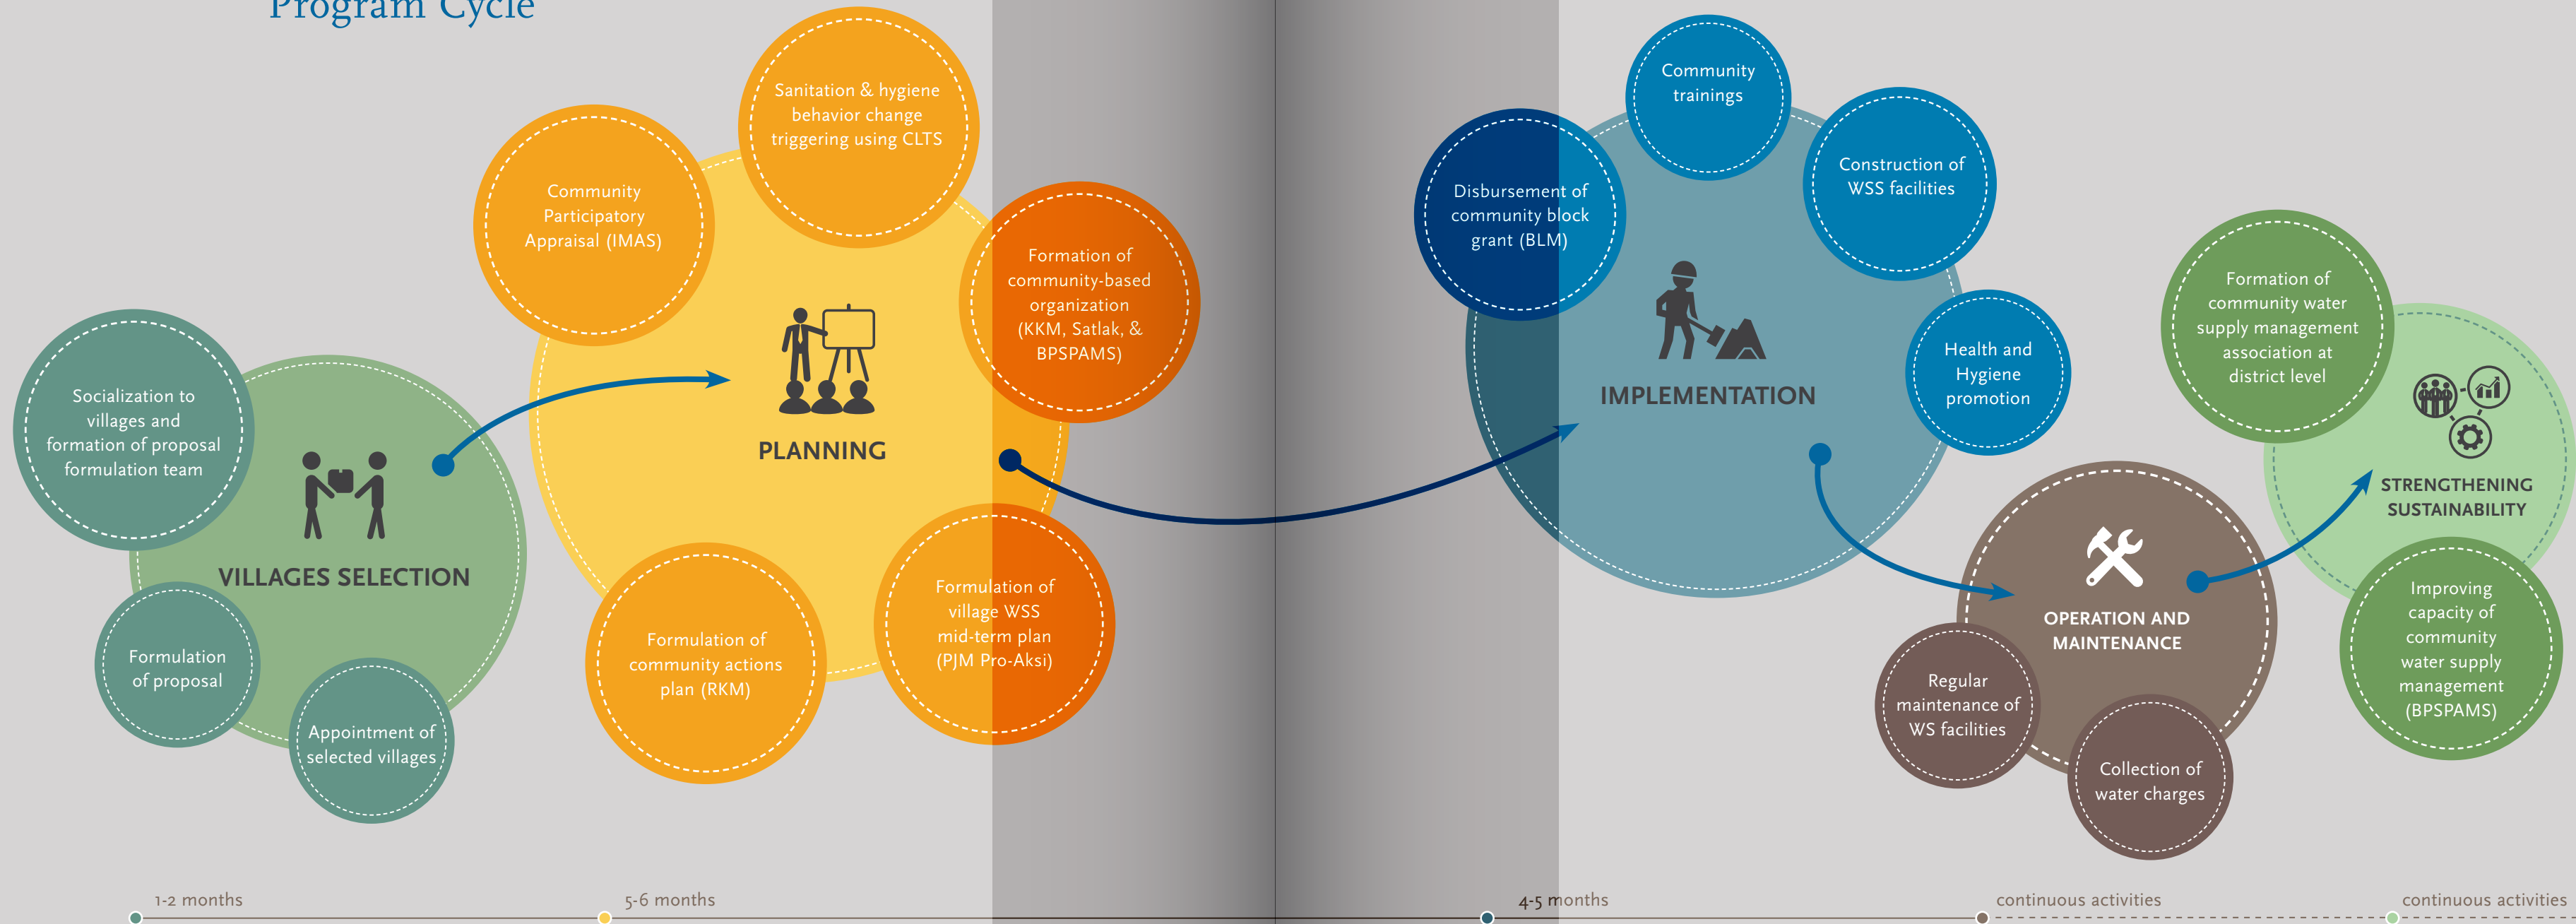 Program Cycle
Socialization to
villages and
formation of proposal
formulation team
VILLAGES SELECTION
Formulation
of proposal
Appointment of
selected villages
Community
Participatory
Appraisal (IMAS)
Sanitation & hygiene
behavior change
triggering using CLTS
Formation of
community-based
organization
(KKM, Satlak, &
BPSPAMS)
PLANNING
Formulation of
community actions
plan (RKM)
Formulation of
village WSS
mid-term plan
(PJM Pro-Aksi)
Disbursement of
community block
grant (BLM)
Community
trainings
Construction of
WSS facilities
Health and
Hygiene
promotion
IMPLEMENTATION
OPERATION AND
MAINTENANCE
Regular
maintenance of
WS facilities
Collection of
water charges
Formation of
community water
supply management
association at
district level
STRENGTHENING
SUSTAINABILITY
Improving
capacity of
community
water supply
management
(BPSPAMS)
1-2 months
5-6 months
4-5 months
continuous activities
continuous activities